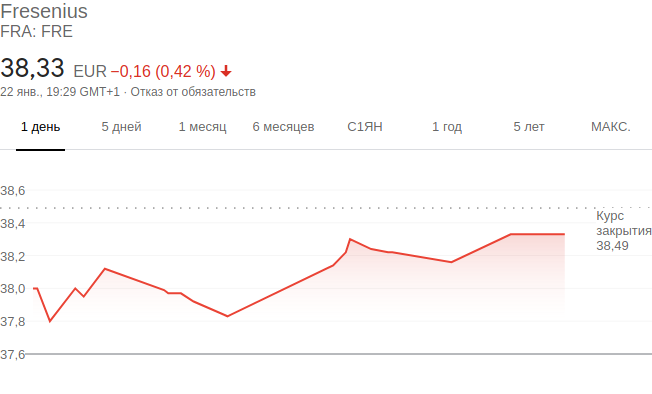 Fresenius
FRA: FRE
38,33 EUR −0,16 (0,42 %)
22 янв., 19:29 GMT+1 · Отказ от обязательств
1 день 5 дней 1 месяц 6 месяцев С1ЯН 1 год 5 лет МАКС.
38,6
38,4
Курс
закрытия
38,49
38,2
38,0
37,8
37,6